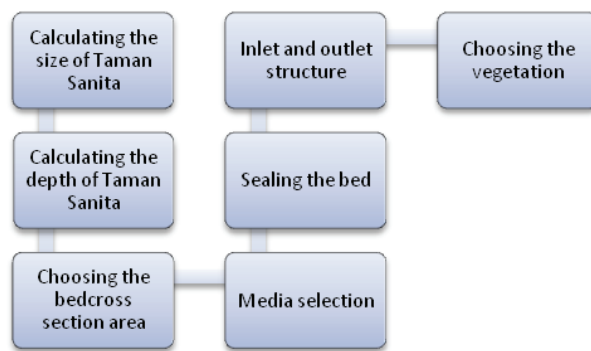 Calculating the
size of Taman
Sanita
Calculating the
depth of Taman
Sanita
Choosing the
bedcross
section area
Media selection
Sealing the bed
Inlet and outlet
structure
Choosing the
vegetation